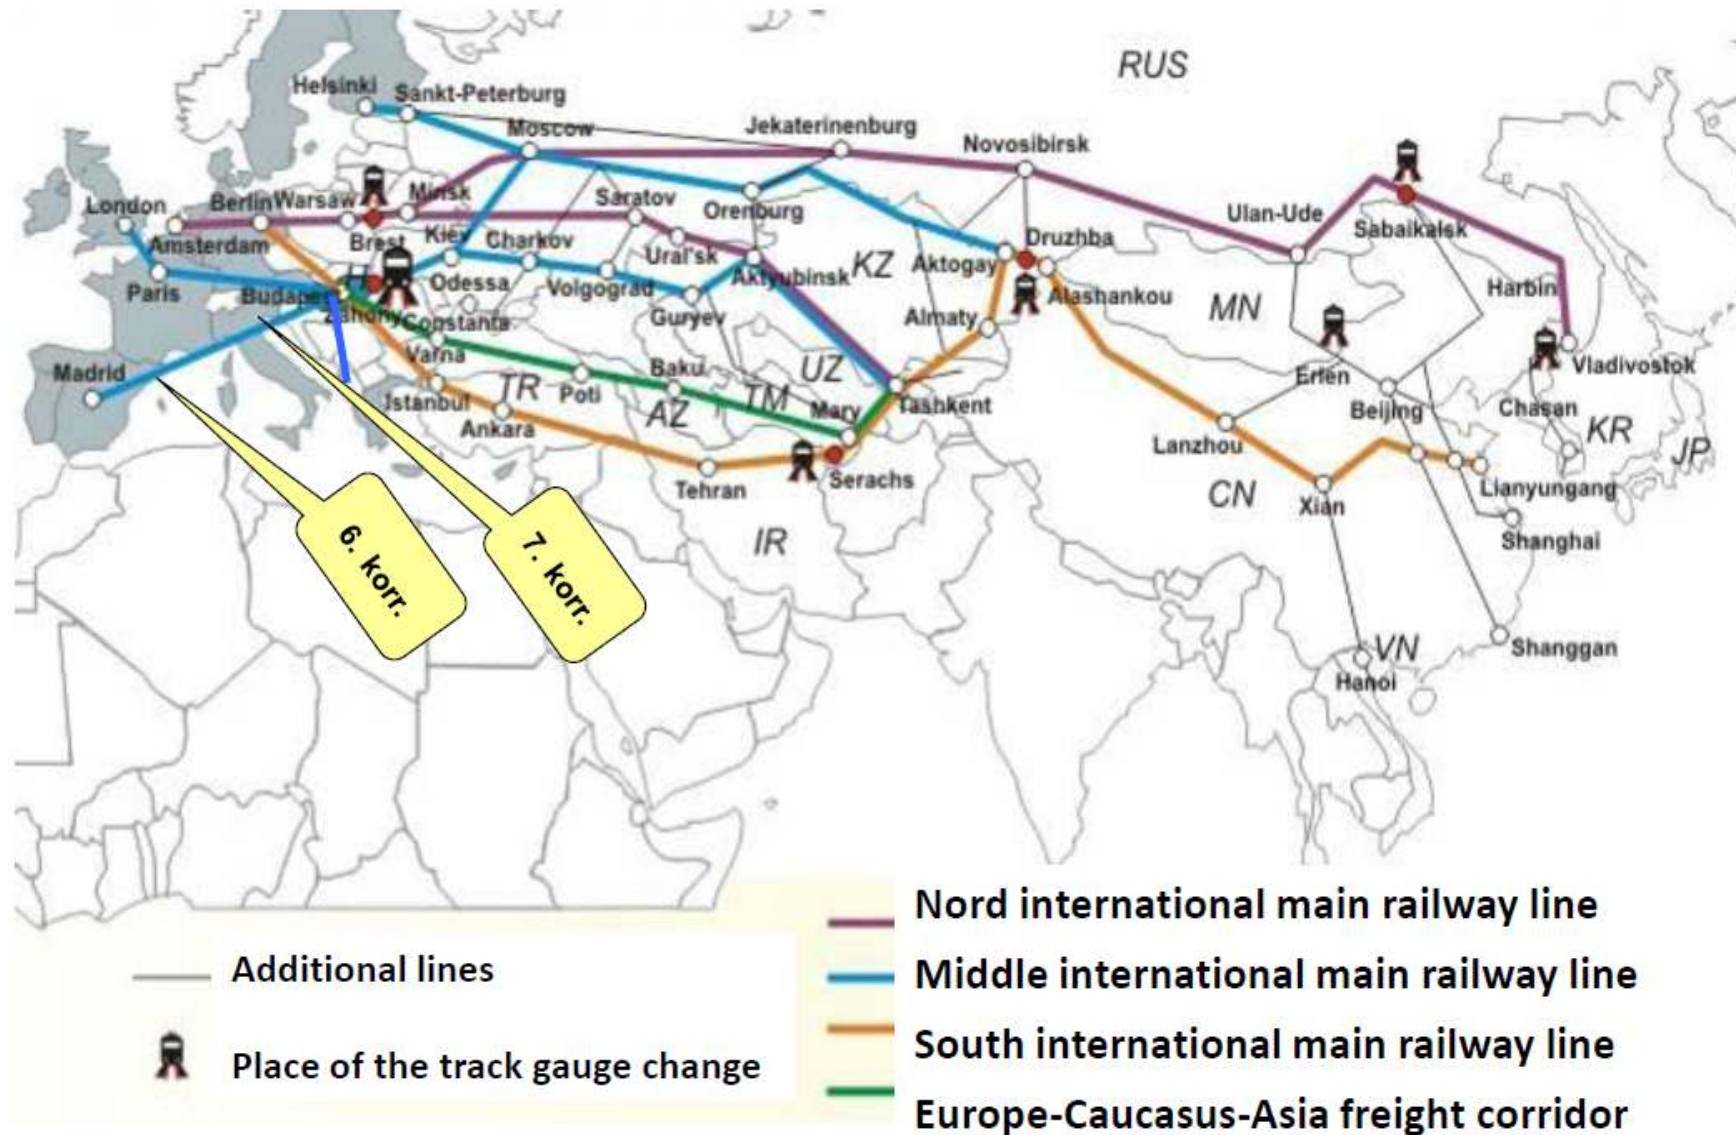 RUS
Helsinki
Sankt-Peterburg
Moscow
Jekaterinenburg
Novosibirsk
London
Berlin
Warsaw
Minsk
Saratov
Orenburg
Ulan-Ude
Sabaikalsk
Amsterdam
Brest
Kiev
Charkov
Ural'sk
Aktyubinsk
KZ
Aktogay
Druzhba
Paris
H
Budapest
Zahony
Odessa
Volgograd
Guryev
Alashankou
MN
Harbin
Constanta
Almaty
Madrid
Varna
Istanbul
TR
Poti
Baku
AZ
TM
UZ
Mary
Tashkent
Erlen
Beijing
Vladivostok
Chasan
KR
JP
Ankara
Tehran
Serachs
Lanzhou
CN
Xian
Lianyungang
IR
Shanghai
6. korr.
7. korr.
VN
Hanoi
Shanggan
Additional lines
Place of the track gauge change
Nord international main railway line
Middle international main railway line
South international main railway line
Europe-Caucasus-Asia freight corridor